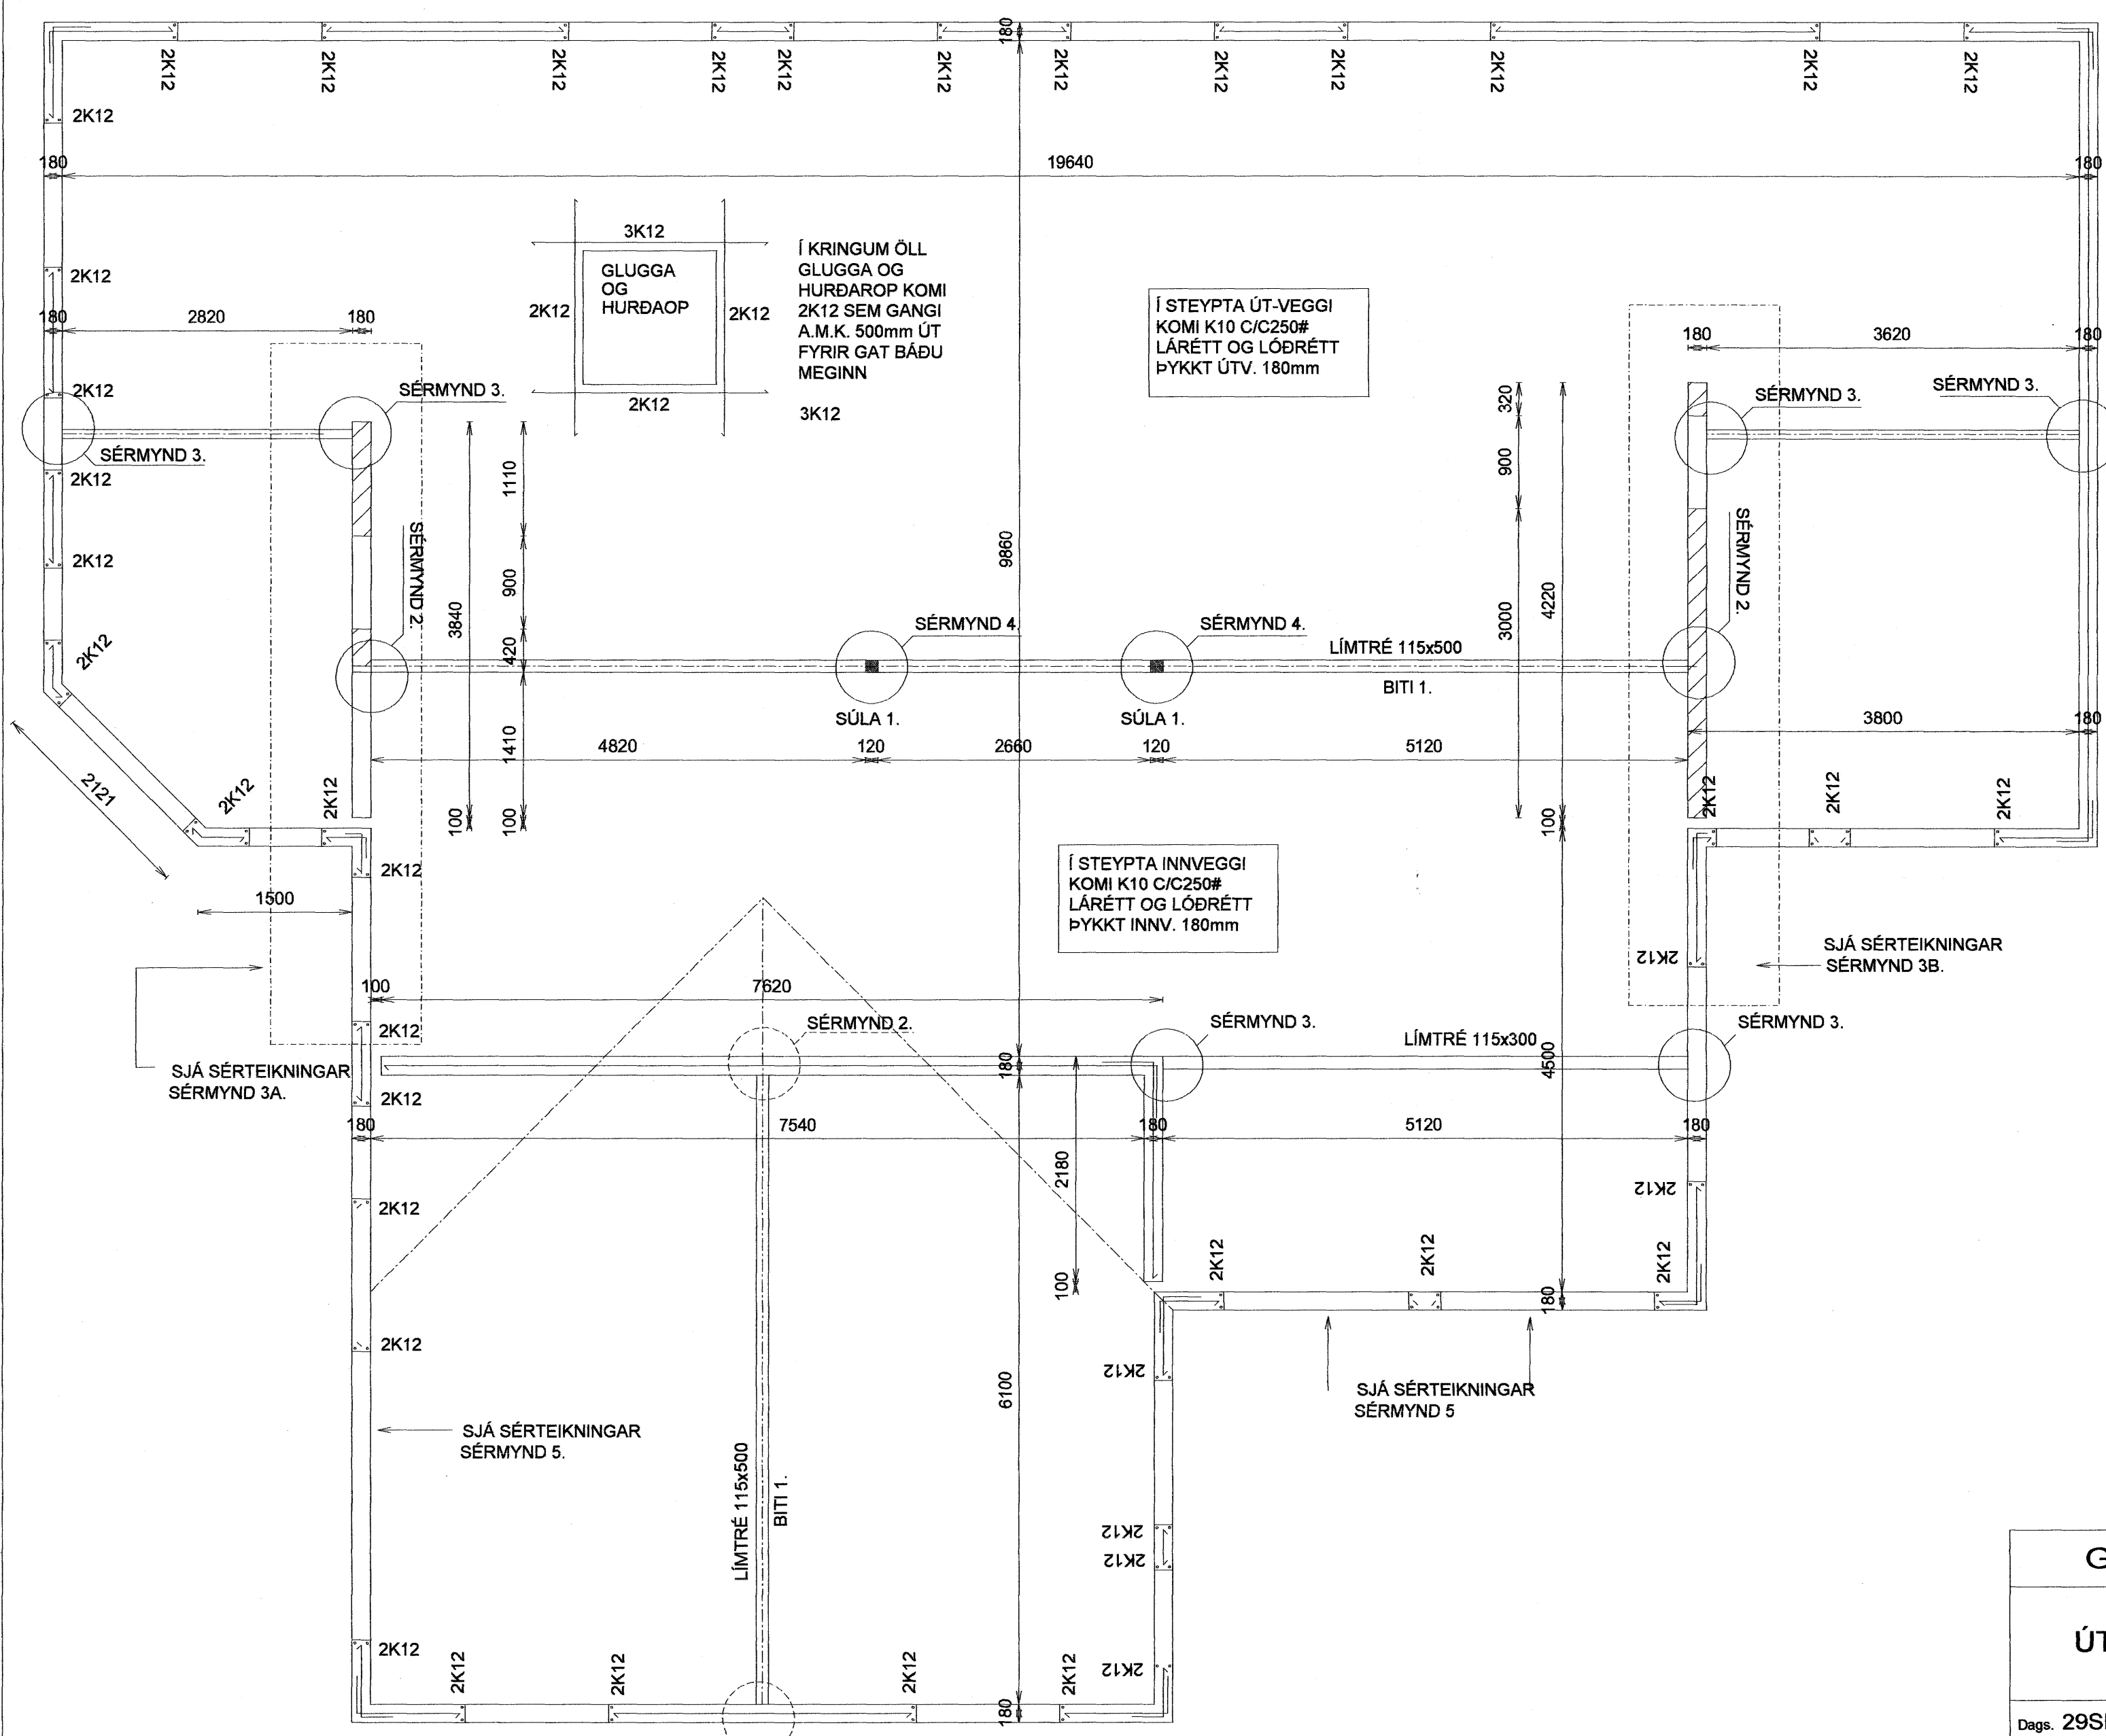 180
2K12
2K12
2K12
2K12
2K12
2K12
2K12
2K12
2K12
2K12
2K12
2K12
2K12
180
19640
180
3K12
GLUGGA
OG
HURÐAOP
2K12
2K12
2K12
Í KRINGUM ÖLL
GLUGGA OG
HURÐAROP KOMI
2K12 SEM GANGI
A.M.K. 500mm ÚT
FYRIR GAT BÁÐU
MEGINN
3K12
Í STEYPTA ÚT-VEGGI
KOMI K10 C/C250#
LÁRÉTT OG LÓÐRÉTT
ÞYKKT ÚTV. 180mm
2K12
180
2820
180
180
3620
180
2K12
SÉRMYND 3.
SÉRMYND 3.
SÉRMYND 3.
SÉRMYND 3.
320
900
3000
4220
1110
900
420
1410
100
3840
100
9860
2K12
2K12
SÉRMYND 2.
SÉRMYND 2.
SÉRMYND 4.
SÉRMYND 4.
LÍMTRÉ 115x500
BITI 1.
SÚLA 1.
SÚLA 1.
2K12
3800
180
4820
120
2660
120
5120
2121
2K12
2K12
2K12
2K12
2K12
100
2K12
1500
Í STEYPTA INNVEGGI
KOMI K10 C/C250#
LÁRÉTT OG LÓÐRÉTT
ÞYKKT INNV. 180mm
2K12
SJÁ SÉRTEIKNINGAR
SÉRMYND 3B.
100
7620
2K12
SÉRMYND 2.
SÉRMYND 3.
LÍMTRÉ 115x300
SÉRMYND 3.
SJÁ SÉRTEIKNINGAR
SÉRMYND 3A.
180
4500
2K12
180
7540
180
5120
180
2180
100
2K12
2K12
2K12
2K12
2K12
180
2K12
2K12
SJÁ SÉRTEIKNINGAR
SÉRMYND 5
6100
SJÁ SÉRTEIKNINGAR
SÉRMYND 5.
LÍMTRÉ 115x500
BITI 1.
2K12
2K12
2K12
2K12
2K12
2K12
2K12
2K12
180
G
ÚT
Dags. 29S